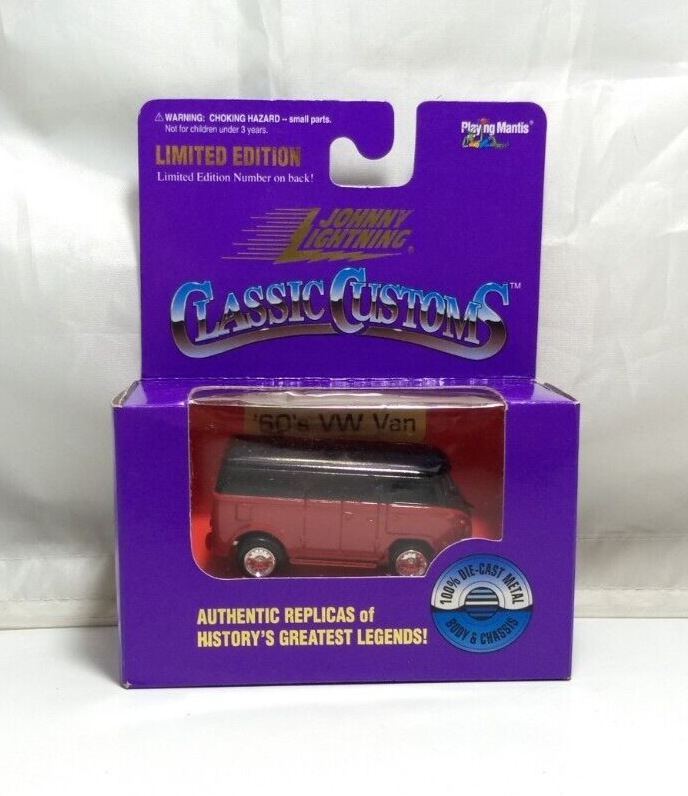 ⚠ WARNING: CHOKING HAZARD -- small parts.
Not for children under 3 years.
Playing Mantis®
LIMITED EDITION
Limited Edition Number on back!
JOHNNY
LIGHTNING®
CLASSIC CUSTOMS™
'60's VW Van
100% DIE-CAST METAL
BODY & CHASSIS
AUTHENTIC REPLICAS of
HISTORY'S GREATEST LEGENDS!